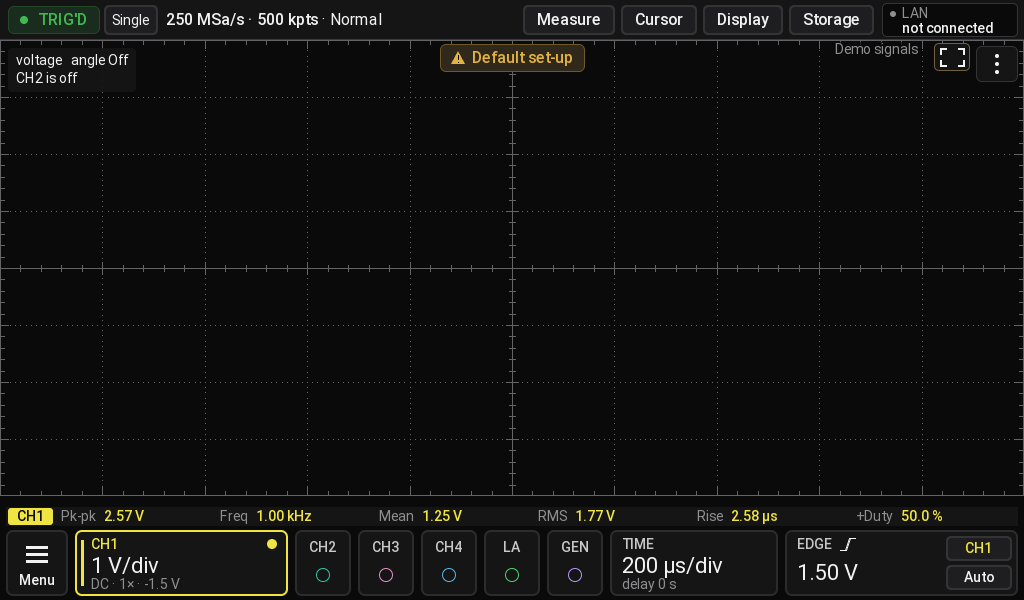 TRIG'D Single 250 MSa/s · 500 kpts · Normal Measure Cursor Display Storage LAN
not connected
voltage angle Off
CH2 is off
Default set-up
Demo signals
CH1 Pk-pk 2.57 V Freq 1.00 kHz Mean 1.25 V RMS 1.77 V Rise 2.58 µs +Duty 50.0 %
Menu
CH1
1 V/div
DC · 1× · -1.5 V
CH2
CH3
CH4
LA
GEN
TIME
200 µs/div
delay 0 s
EDGE
1.50 V
CH1
Auto